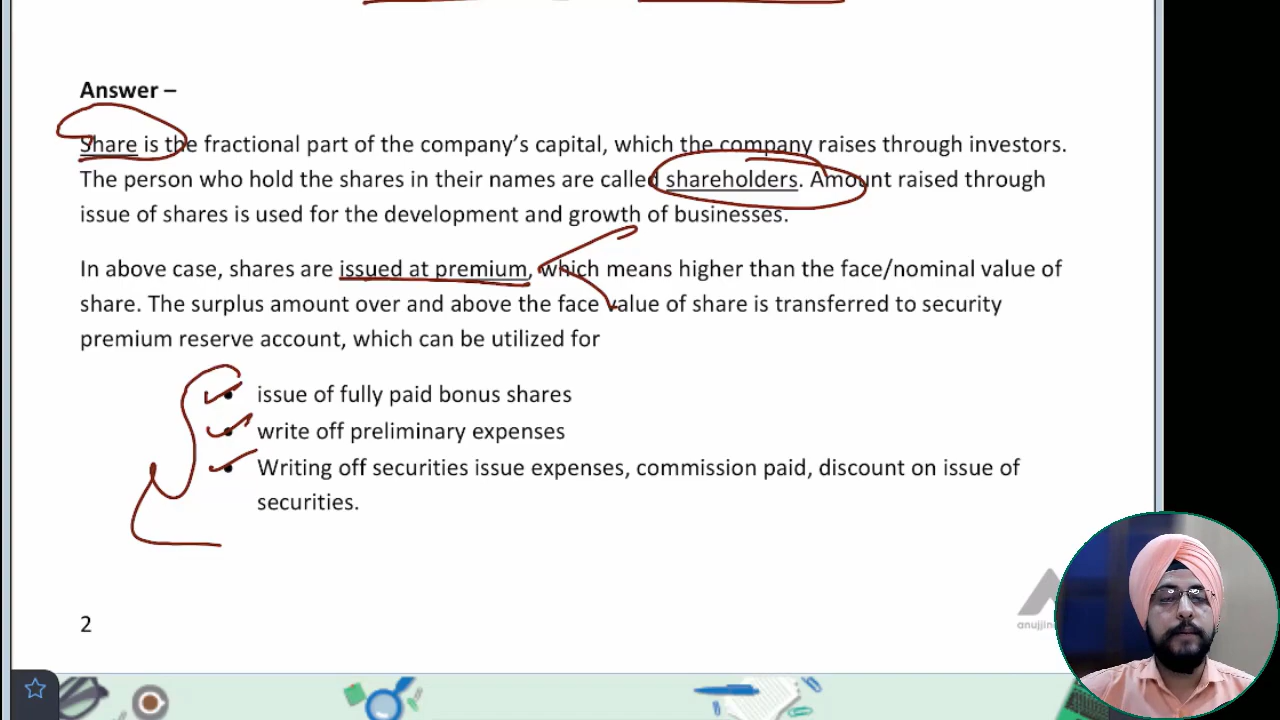 Answer –
Share is the fractional part of the company's capital, which the company raises through investors.
The person who hold the shares in their names are called shareholders. Amount raised through
issue of shares is used for the development and growth of businesses.
In above case, shares are issued at premium, which means higher than the face/nominal value of
share. The surplus amount over and above the face value of share is transferred to security
premium reserve account, which can be utilized for
• issue of fully paid bonus shares
• write off preliminary expenses
• Writing off securities issue expenses, commission paid, discount on issue of
securities.
2